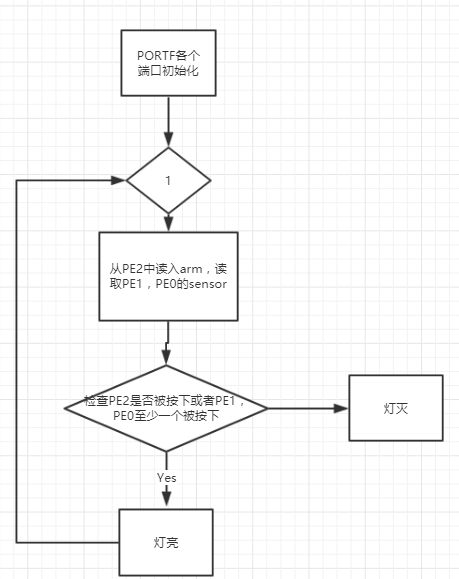 PORTF各个
端口初始化
1
从PE2中读入arm，读
取PE1，PE0的sensor
检查PE2是否被按下或者PE1，
PE0至少一个被按下
灯灭
Yes
灯亮